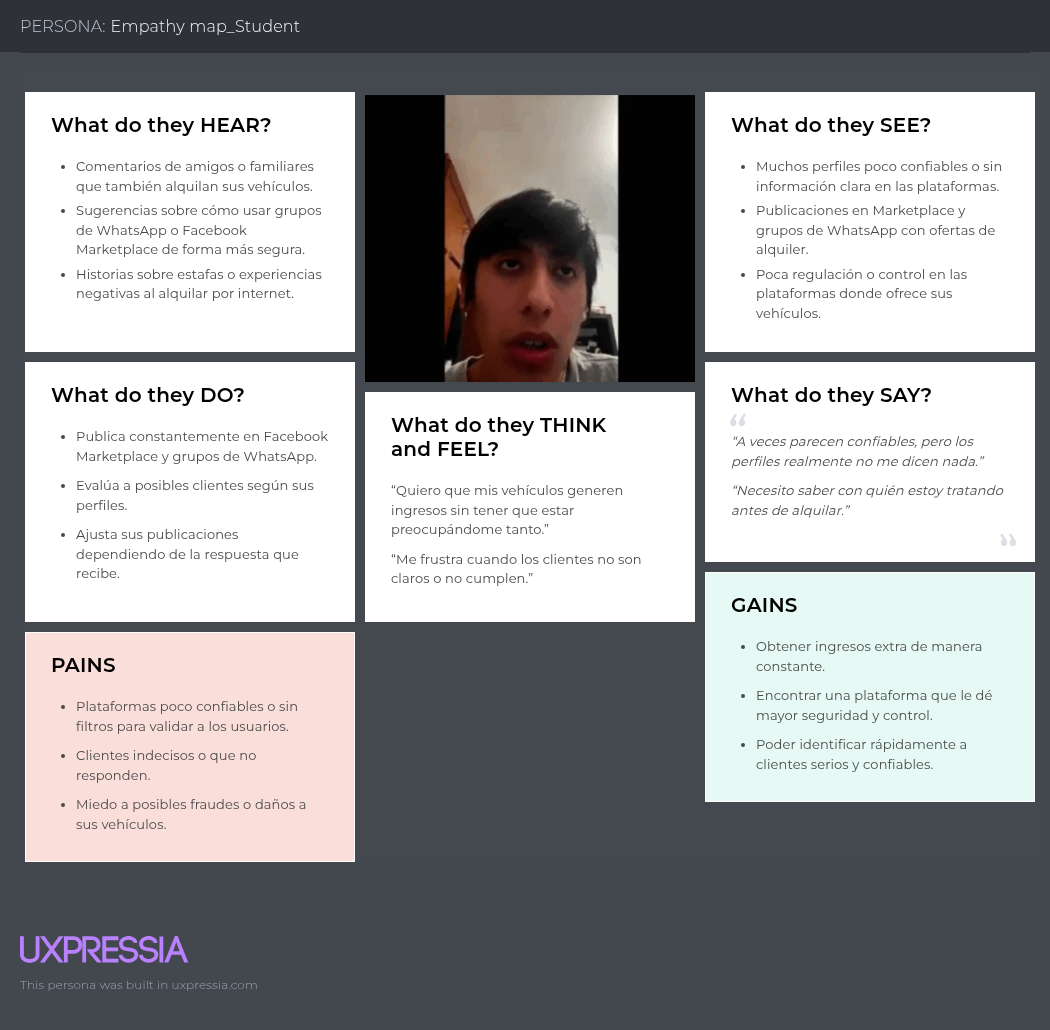 PERSONA: Empathy map_Student
What do they HEAR?
• Comentarios de amigos o familiares
que también alquilan sus vehículos.
• Sugerencias sobre cómo usar grupos
de WhatsApp o Facebook
Marketplace de forma más segura.
• Historias sobre estafas o experiencias
negativas al alquilar por internet.
What do they SEE?
• Muchos perfiles poco confiables o sin
información clara en las plataformas.
• Publicaciones en Marketplace y
grupos de WhatsApp con ofertas de
alquiler.
• Poca regulación o control en las
plataformas donde ofrece sus
vehículos.
What do they DO?
• Publica constantemente en Facebook
Marketplace y grupos de WhatsApp.
• Evalúa a posibles clientes según sus
perfiles.
• Ajusta sus publicaciones
dependiendo de la respuesta que
recibe.
What do they THINK
and FEEL?
“Quiero que mis vehículos generen
ingresos sin tener que estar
preocupándome tanto.”
“Me frustra cuando los clientes no son
claros o no cumplen.”
What do they SAY?
“
“A veces parecen confiables, pero los
perfiles realmente no me dicen nada.”
“Necesito saber con quién estoy tratando
antes de alquilar.”
”
PAINS
• Plataformas poco confiables o sin
filtros para validar a los usuarios.
• Clientes indecisos o que no
responden.
• Miedo a posibles fraudes o daños a
sus vehículos.
GAINS
• Obtener ingresos extra de manera
constante.
• Encontrar una plataforma que le dé
mayor seguridad y control.
• Poder identificar rápidamente a
clientes serios y confiables.
UXPRESSIA
This persona was built in uxpressia.com